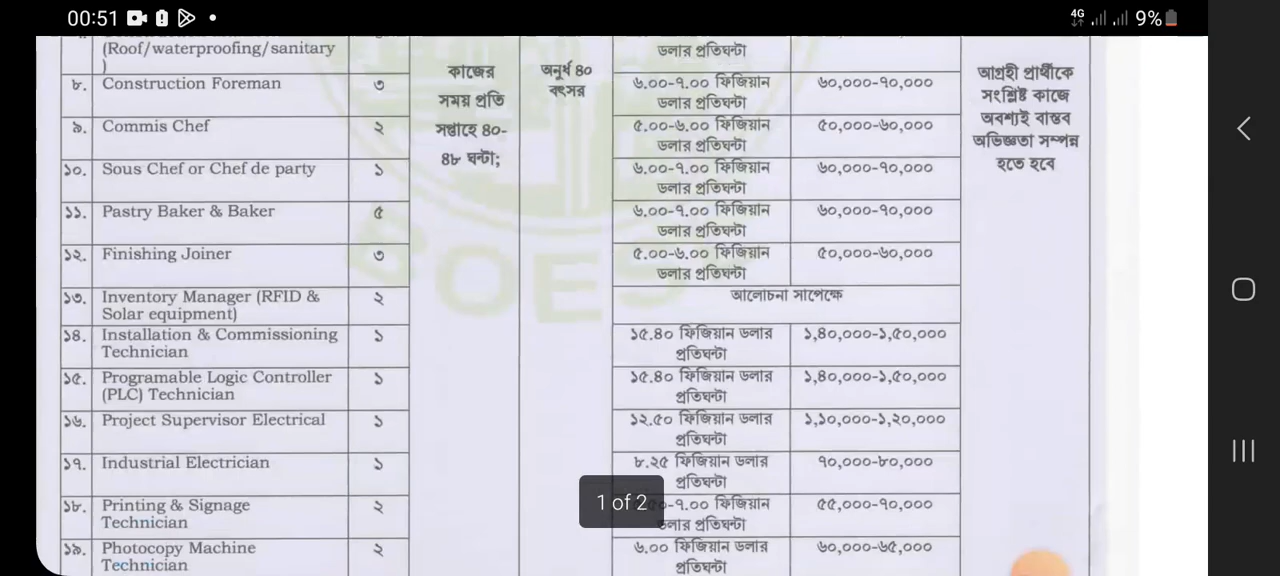 00:51
4G
9%
(Roof/waterproofing/sanitary
)
ডলার প্রতিঘন্টা
কাজের
সময় প্রতি
সপ্তাহে ৪০-
৪৮ ঘন্টা;
অনুর্ধ ৪০
বৎসর
আগ্রহী প্রার্থীকে
সংশ্লিষ্ট কাজে
অবশ্যই বাস্তব
অভিজ্ঞতা সম্পন্ন
হতে হবে
৮. Construction Foreman ৩ ৬.০০-৭.০০ ফিজিয়ান ৬০,০০০-৭০,০০০
ডলার প্রতিঘন্টা
৯. Commis Chef ২ ৫.০০-৬.০০ ফিজিয়ান ৫০,০০০-৬০,০০০
ডলার প্রতিঘন্টা
১০. Sous Chef or Chef de party ১ ৬.০০-৭.০০ ফিজিয়ান ৬০,০০০-৭০,০০০
ডলার প্রতিঘন্টা
১১. Pastry Baker & Baker ৫ ৬.০০-৭.০০ ফিজিয়ান ৬০,০০০-৭০,০০০
ডলার প্রতিঘন্টা
১২. Finishing Joiner ৩ ৫.০০-৬.০০ ফিজিয়ান ৫০,০০০-৬০,০০০
ডলার প্রতিঘন্টা
১৩. Inventory Manager (RFID & ২ আলোচনা সাপেক্ষে
Solar equipment)
১৪. Installation & Commissioning ১ ১৫.৪০ ফিজিয়ান ডলার ১,৪০,০০০-১,৫০,০০০
Technician প্রতিঘন্টা
১৫. Programable Logic Controller ১ ১৫.৪০ ফিজিয়ান ডলার ১,৪০,০০০-১,৫০,০০০
(PLC) Technician প্রতিঘন্টা
১৬. Project Supervisor Electrical ১ ১২.৫০ ফিজিয়ান ডলার ১,১০,০০০-১,২০,০০০
প্রতিঘন্টা
১৭. Industrial Electrician ১ ৮.২৫ ফিজিয়ান ডলার ৭০,০০০-৮০,০০০
প্রতিঘন্টা
১৮. Printing & Signage ২ -৭.০০ ফিজিয়ান ৫৫,০০০-৭০,০০০
Technician ডলার প্রতিঘন্টা
১৯. Photocopy Machine ২ ৬.০০ ফিজিয়ান ডলার ৬০,০০০-৬৫,০০০
Technician প্রতিঘন্টা
1 of 2
BOES